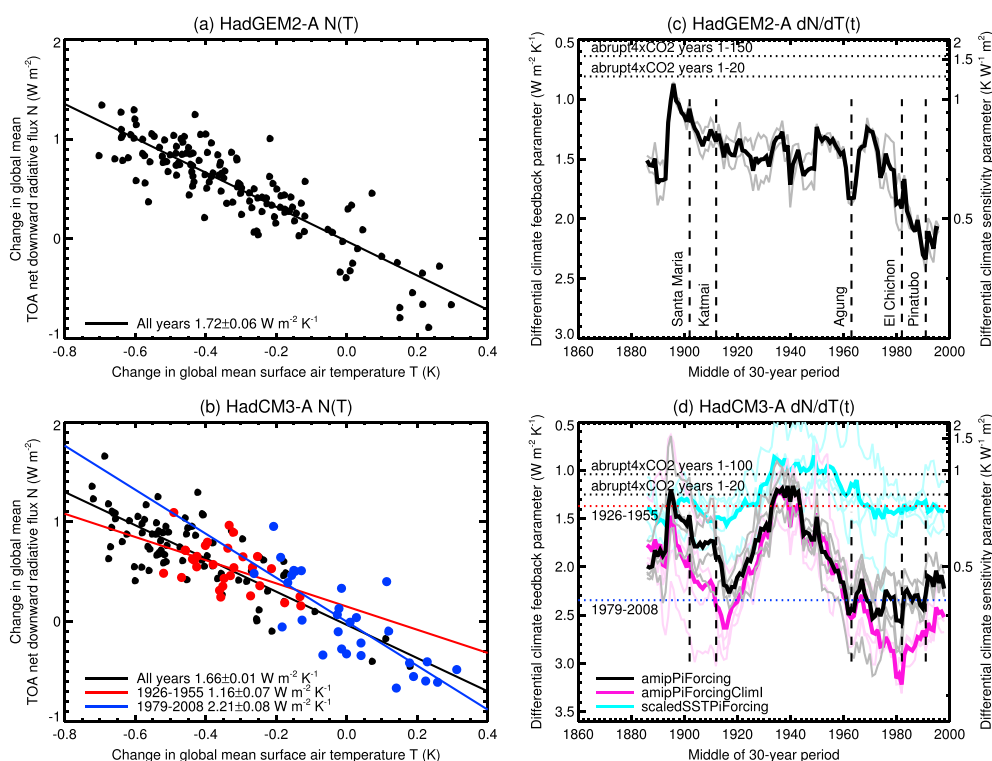 (a) HadGEM2-A N(T)
Change in global mean
TOA net downward radiative flux N (W m-2)
2
1
0
-1
All years 1.72±0.06 W m-2 K-1
-0.8 -0.6 -0.4 -0.2 0.0 0.2 0.4
Change in global mean surface air temperature T (K)
(c) HadGEM2-A dN/dT(t)
Differential climate feedback parameter (W m-2 K-1)
0.5
1.0
1.5
2.0
2.5
3.0
abrupt4xCO2 years 1-150
abrupt4xCO2 years 1-20
Santa Maria
Katmai
Agung
El Chichon
Pinatubo
2
1.5
1
0.5
Differential climate sensitivity parameter (K W-1 m2)
1860 1880 1900 1920 1940 1960 1980 2000
Middle of 30-year period
(b) HadCM3-A N(T)
Change in global mean
TOA net downward radiative flux N (W m-2)
2
1
0
-1
All years 1.66±0.01 W m-2 K-1
1926-1955 1.16±0.07 W m-2 K-1
1979-2008 2.21±0.08 W m-2 K-1
-0.8 -0.6 -0.4 -0.2 0.0 0.2 0.4
Change in global mean surface air temperature T (K)
(d) HadCM3-A dN/dT(t)
Differential climate feedback parameter (W m-2 K-1)
0.5
1.0
1.5
2.0
2.5
3.0
3.5
abrupt4xCO2 years 1-100
abrupt4xCO2 years 1-20
1926-1955
1979-2008
amipPiForcing
amipPiForcingClimI
scaledSSTPiForcing
2
1.5
1
0.5
Differential climate sensitivity parameter (K W-1 m2)
1860 1880 1900 1920 1940 1960 1980 2000
Middle of 30-year period